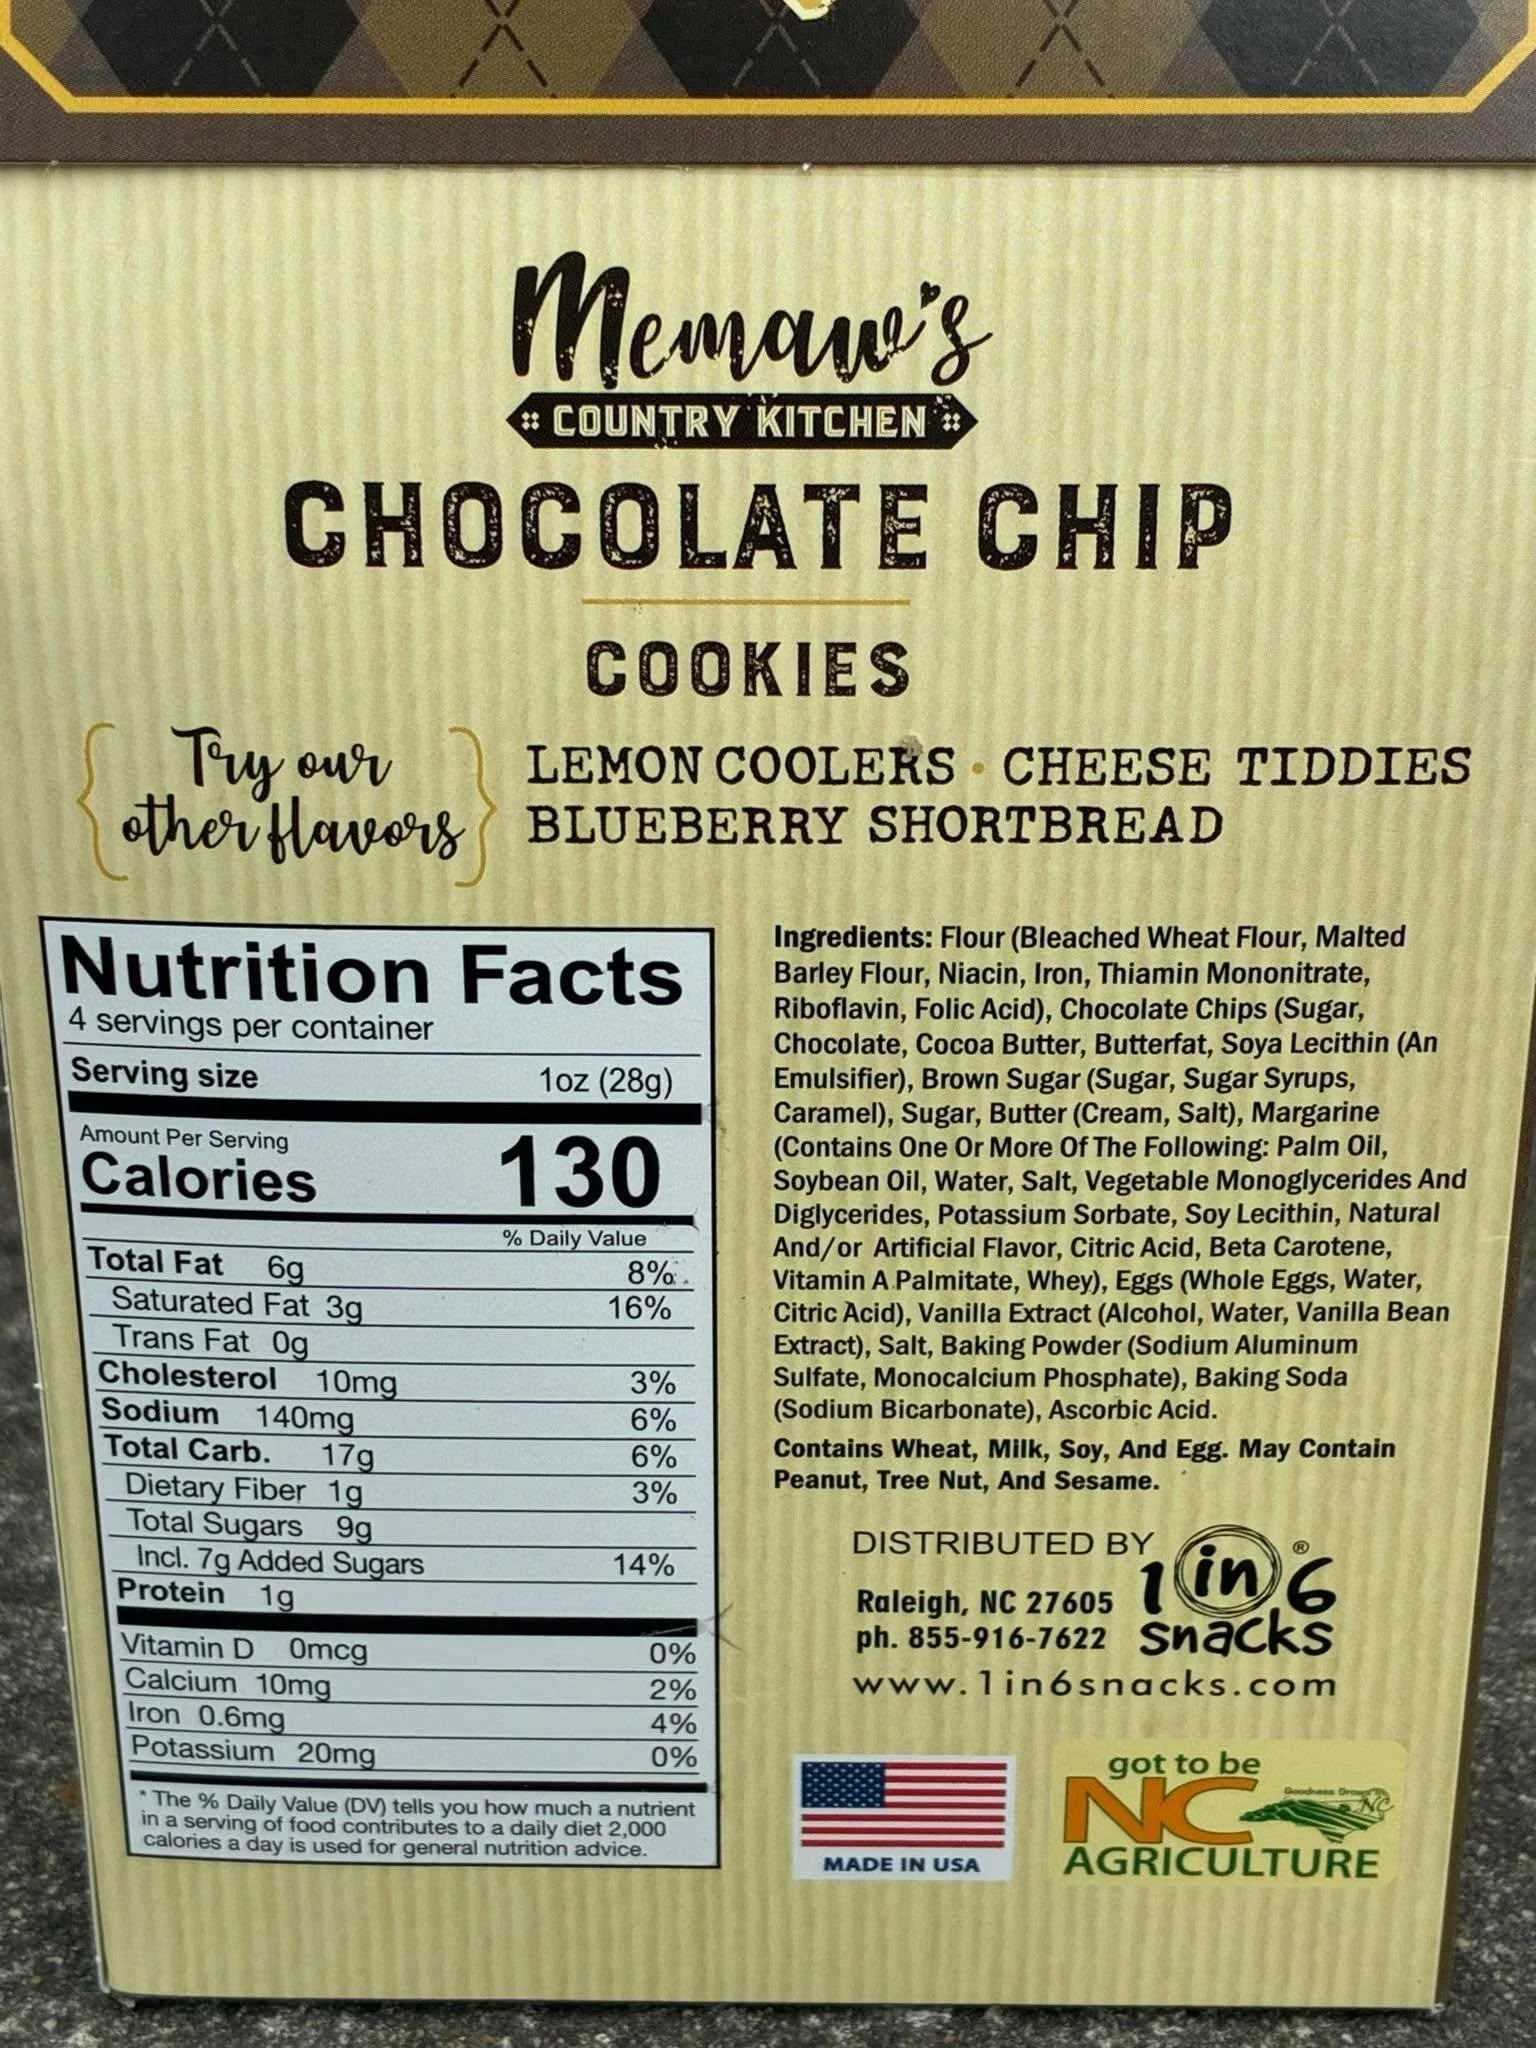 Memaw's
COUNTRY KITCHEN
CHOCOLATE CHIP
COOKIES
Try our
other flavors
LEMON COOLERS • CHEESE TIDDIES
BLUEBERRY SHORTBREAD
Nutrition Facts
4 servings per container
Serving size 1oz (28g)
Amount Per Serving
Calories 130
% Daily Value
Total Fat 6g 8%
Saturated Fat 3g 16%
Trans Fat 0g
Cholesterol 10mg 3%
Sodium 140mg 6%
Total Carb. 17g 6%
Dietary Fiber 1g 3%
Total Sugars 9g
Incl. 7g Added Sugars 14%
Protein 1g
Vitamin D 0mcg 0%
Calcium 10mg 2%
Iron 0.6mg 4%
Potassium 20mg 0%
* The % Daily Value (DV) tells you how much a nutrient
in a serving of food contributes to a daily diet 2,000
calories a day is used for general nutrition advice.
Ingredients: Flour (Bleached Wheat Flour, Malted
Barley Flour, Niacin, Iron, Thiamin Mononitrate,
Riboflavin, Folic Acid), Chocolate Chips (Sugar,
Chocolate, Cocoa Butter, Butterfat, Soya Lecithin (An
Emulsifier), Brown Sugar (Sugar, Sugar Syrups,
Caramel), Sugar, Butter (Cream, Salt), Margarine
(Contains One Or More Of The Following: Palm Oil,
Soybean Oil, Water, Salt, Vegetable Monoglycerides And
Diglycerides, Potassium Sorbate, Soy Lecithin, Natural
And/or Artificial Flavor, Citric Acid, Beta Carotene,
Vitamin A Palmitate, Whey), Eggs (Whole Eggs, Water,
Citric Acid), Vanilla Extract (Alcohol, Water, Vanilla Bean
Extract), Salt, Baking Powder (Sodium Aluminum
Sulfate, Monocalcium Phosphate), Baking Soda
(Sodium Bicarbonate), Ascorbic Acid.
Contains Wheat, Milk, Soy, And Egg. May Contain
Peanut, Tree Nut, And Sesame.
DISTRIBUTED BY
1 in 6®
snacks
Raleigh, NC 27605
ph. 855-916-7622
www.1in6snacks.com
MADE IN USA
got to be
NC
Goodness Grows
NC
AGRICULTURE